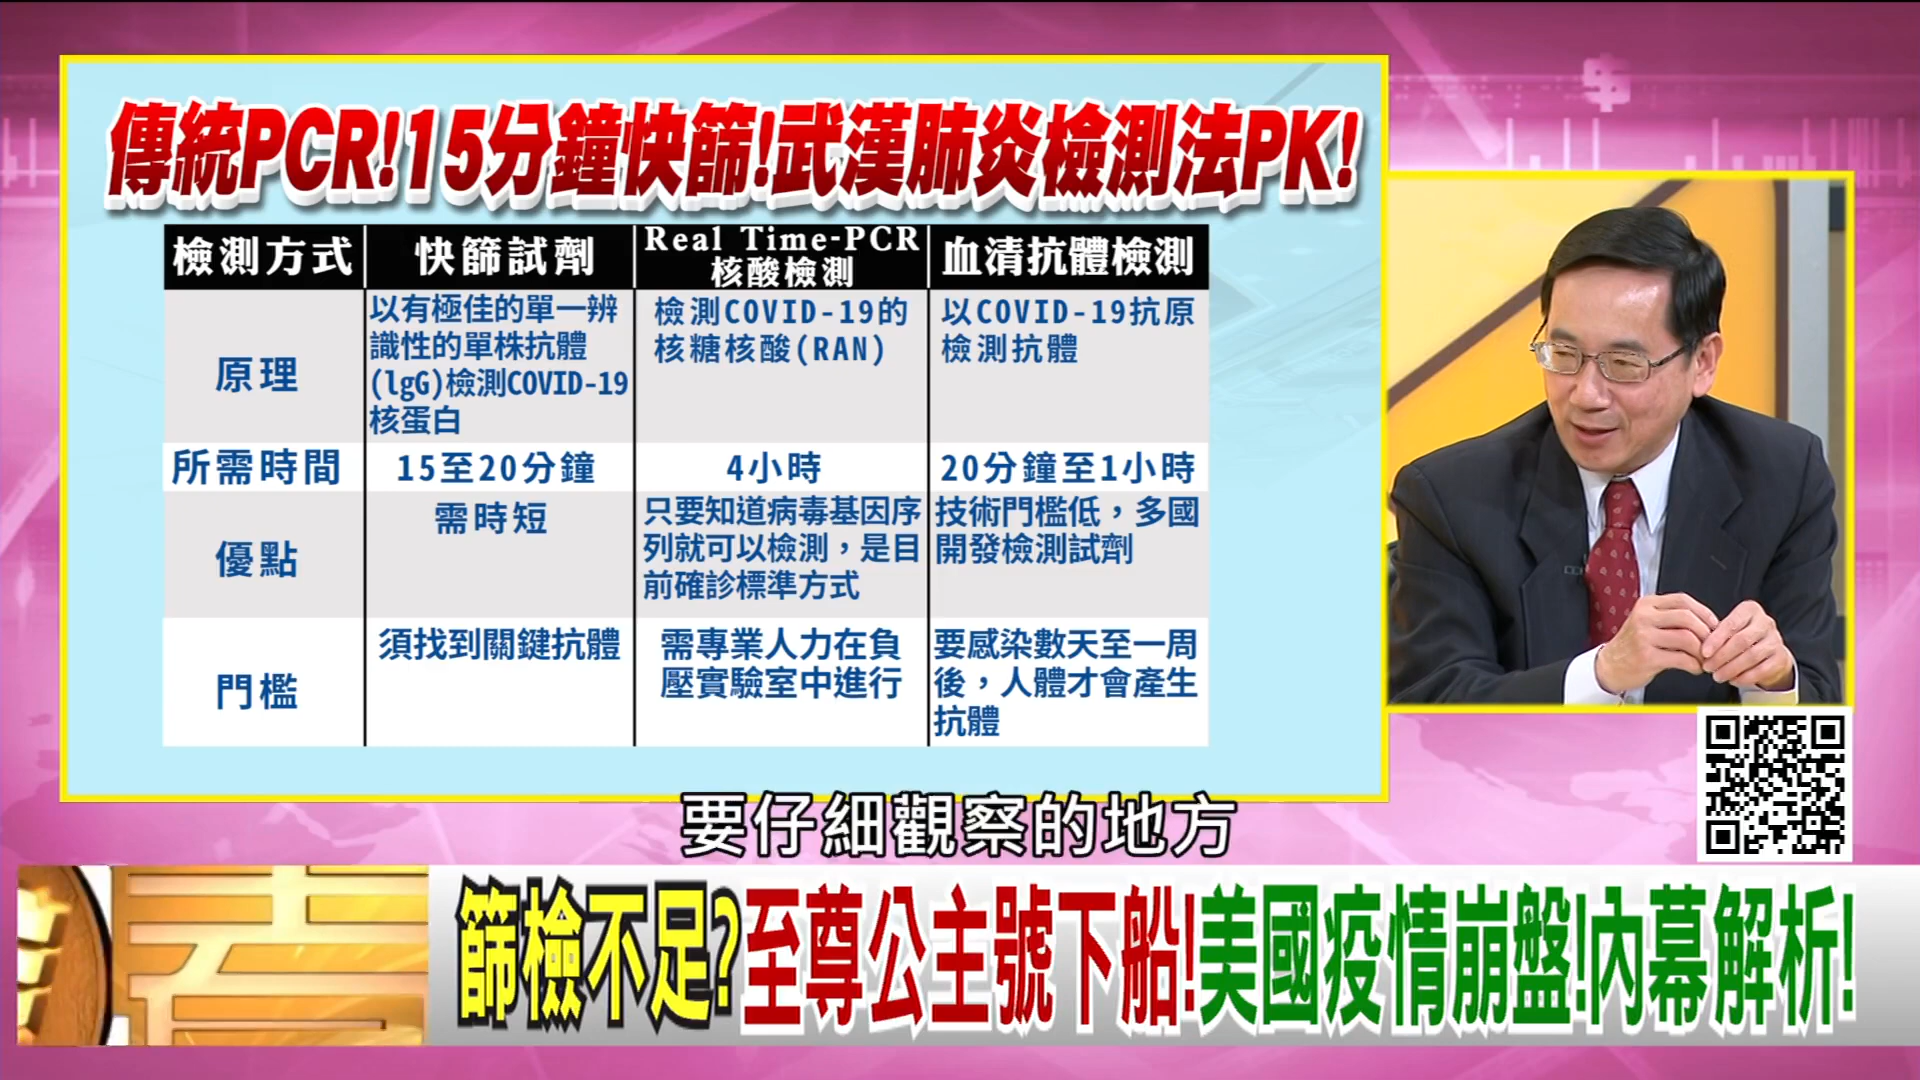 傳統PCR!15分鐘快篩!武漢肺炎檢測法PK!
檢測方式
快篩試劑
Real Time-PCR
核酸檢測
血清抗體檢測
原理
以有極佳的單一辨
識性的單株抗體
(lgG)檢測COVID-19
核蛋白
檢測COVID-19的
核糖核酸(RAN)
以COVID-19抗原
檢測抗體
所需時間
15至20分鐘
4小時
20分鐘至1小時
優點
需時短
只要知道病毒基因序
列就可以檢測，是目
前確診標準方式
技術門檻低，多國
開發檢測試劑
門檻
須找到關鍵抗體
需專業人力在負
壓實驗室中進行
要感染數天至一周
後，人體才會產生
抗體
要仔細觀察的地方
篩檢不足?至尊公主號下船!美國疫情崩盤!內幕解析!